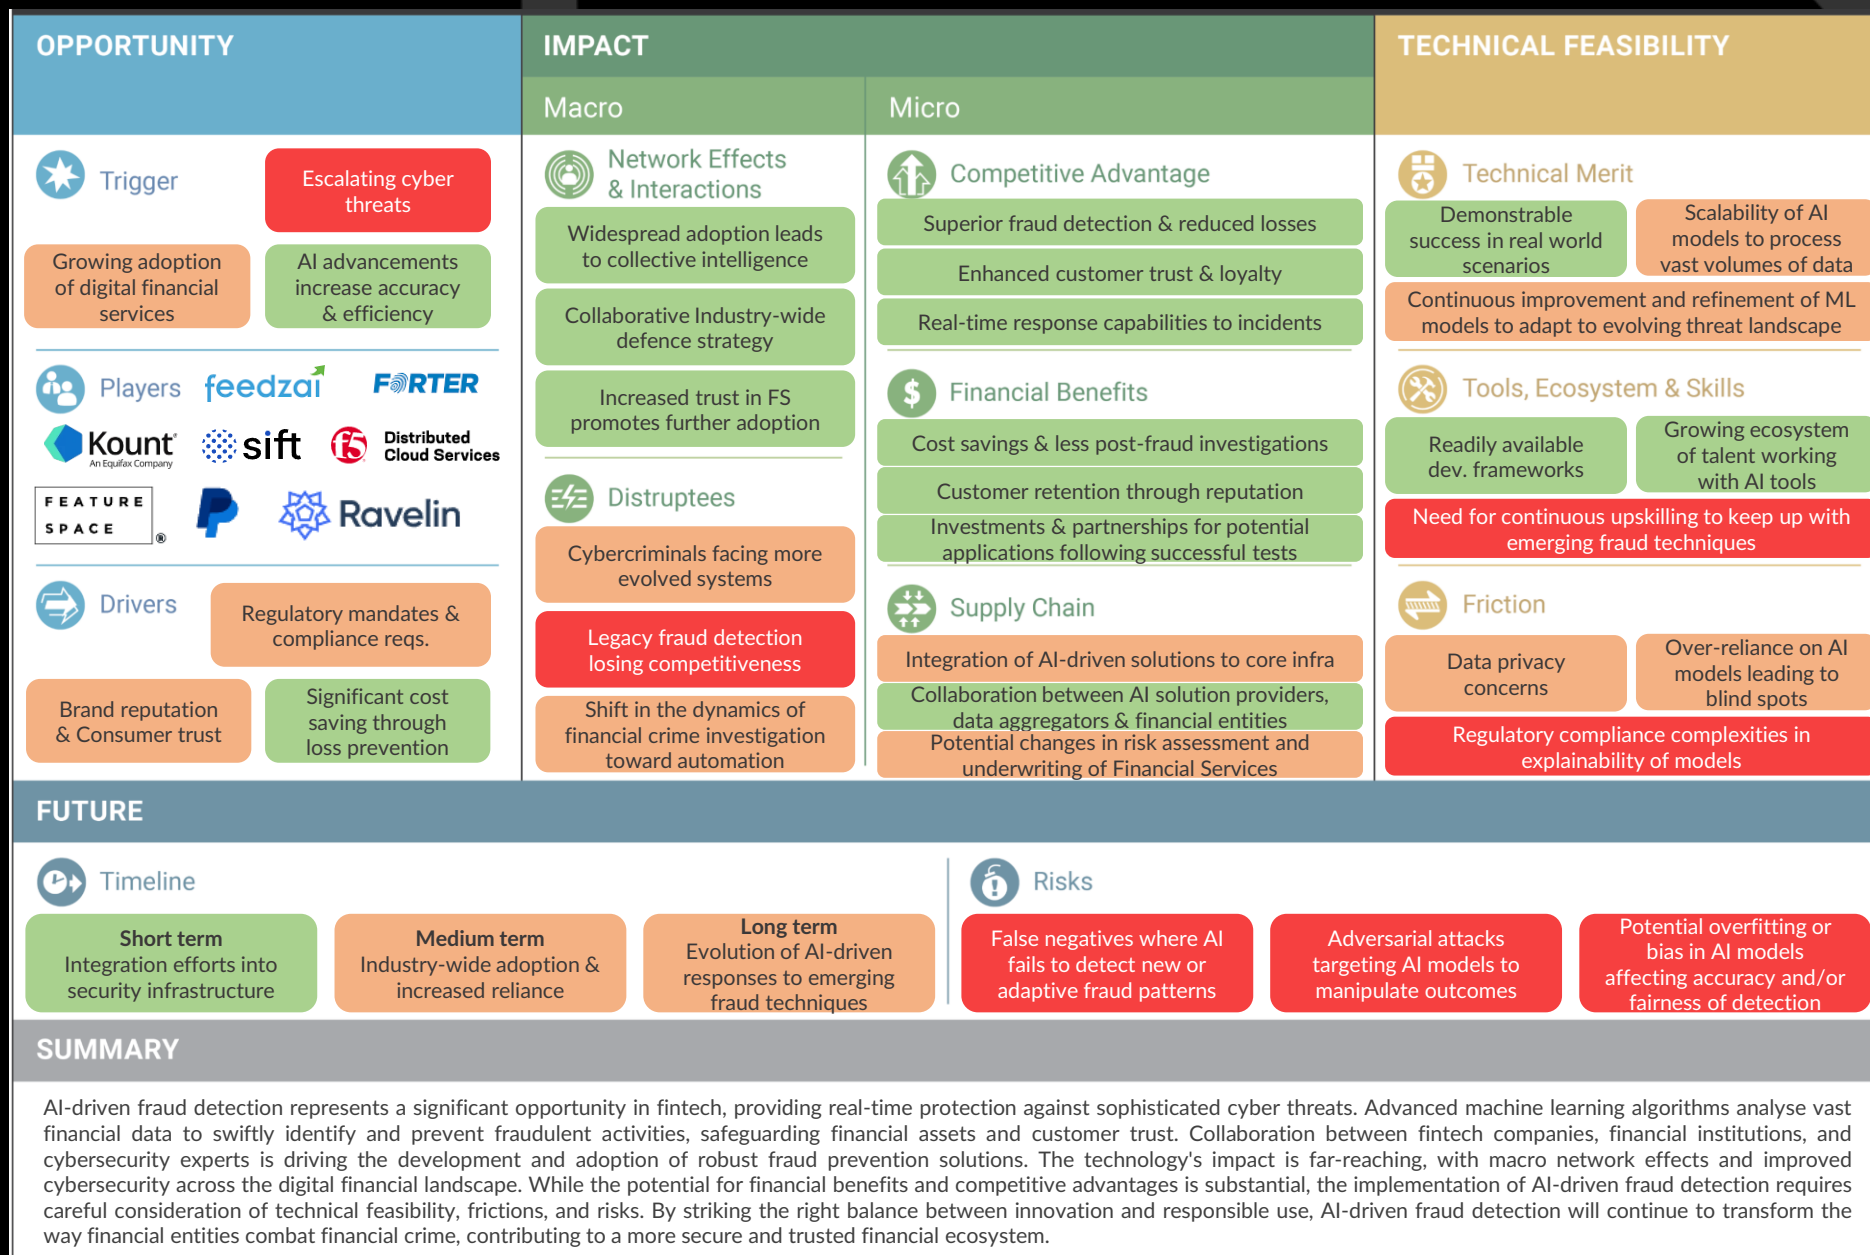 OPPORTUNITY
Trigger
Escalating cyber
threats
Growing adoption
of digital financial
services
AI advancements
increase accuracy
& efficiency
Players
feedzai
FORTER
Kount
An Equifax Company
sift
f5
Distributed
Cloud Services
FEATURE
SPACE
®
Ravelin
Drivers
Regulatory mandates &
compliance reqs.
Brand reputation
& Consumer trust
Significant cost
saving through
loss prevention
IMPACT
Macro
Network Effects
& Interactions
Widespread adoption leads
to collective intelligence
Collaborative Industry-wide
defence strategy
Increased trust in FS
promotes further adoption
Distruptees
Cybercriminals facing more
evolved systems
Legacy fraud detection
losing competitiveness
Shift in the dynamics of
financial crime investigation
toward automation
Micro
Competitive Advantage
Superior fraud detection & reduced losses
Enhanced customer trust & loyalty
Real-time response capabilities to incidents
Financial Benefits
Cost savings & less post-fraud investigations
Customer retention through reputation
Investments & partnerships for potential
applications following successful tests
Supply Chain
Integration of AI-driven solutions to core infra
Collaboration between AI solution providers,
data aggregators & financial entities
Potential changes in risk assessment and
underwriting of Financial Services
TECHNICAL FEASIBILITY
Technical Merit
Demonstrable
success in real world
scenarios
Scalability of AI
models to process
vast volumes of data
Continuous improvement and refinement of ML
models to adapt to evolving threat landscape
Tools, Ecosystem & Skills
Readily available
dev. frameworks
Growing ecosystem
of talent working
with AI tools
Need for continuous upskilling to keep up with
emerging fraud techniques
Friction
Data privacy
concerns
Over-reliance on AI
models leading to
blind spots
Regulatory compliance complexities in
explainability of models
FUTURE
Timeline
Short term
Integration efforts into
security infrastructure
Medium term
Industry-wide adoption &
increased reliance
Long term
Evolution of AI-driven
responses to emerging
fraud techniques
Risks
False negatives where AI
fails to detect new or
adaptive fraud patterns
Adversarial attacks
targeting AI models to
manipulate outcomes
Potential overfitting or
bias in AI models
affecting accuracy and/or
fairness of detection
SUMMARY
AI-driven fraud detection represents a significant opportunity in fintech, providing real-time protection against sophisticated cyber threats. Advanced machine learning algorithms analyse vast
financial data to swiftly identify and prevent fraudulent activities, safeguarding financial assets and customer trust. Collaboration between fintech companies, financial institutions, and
cybersecurity experts is driving the development and adoption of robust fraud prevention solutions. The technology's impact is far-reaching, with macro network effects and improved
cybersecurity across the digital financial landscape. While the potential for financial benefits and competitive advantages is substantial, the implementation of AI-driven fraud detection requires
careful consideration of technical feasibility, frictions, and risks. By striking the right balance between innovation and responsible use, AI-driven fraud detection will continue to transform the
way financial entities combat financial crime, contributing to a more secure and trusted financial ecosystem.